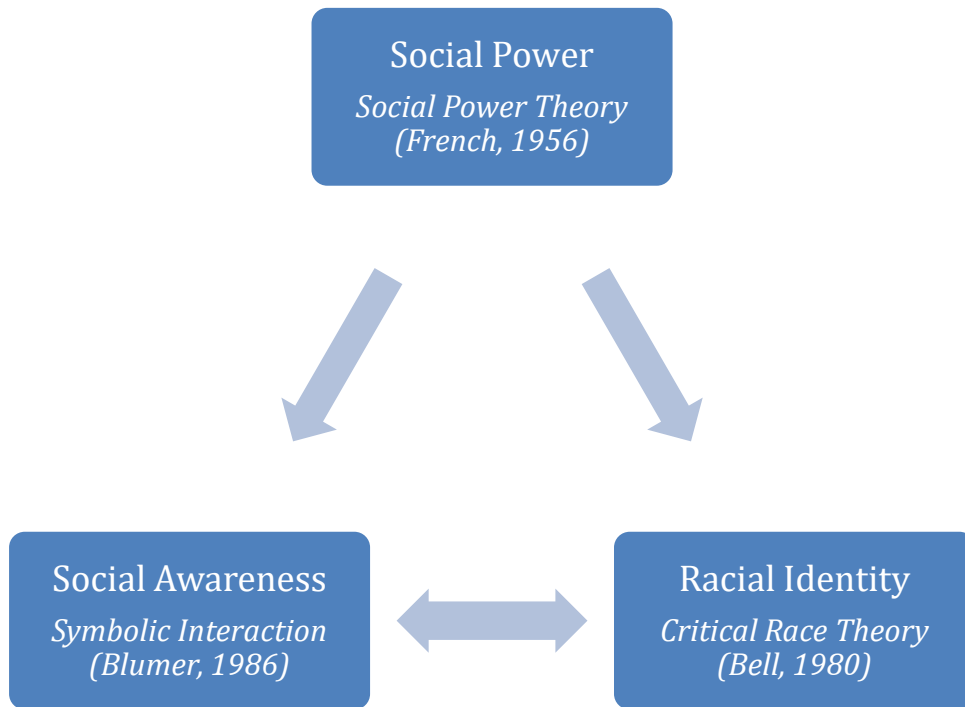 Social Power
Social Power Theory
(French, 1956)
Social Awareness
Symbolic Interaction
(Blumer, 1986)
Racial Identity
Critical Race Theory
(Bell, 1980)